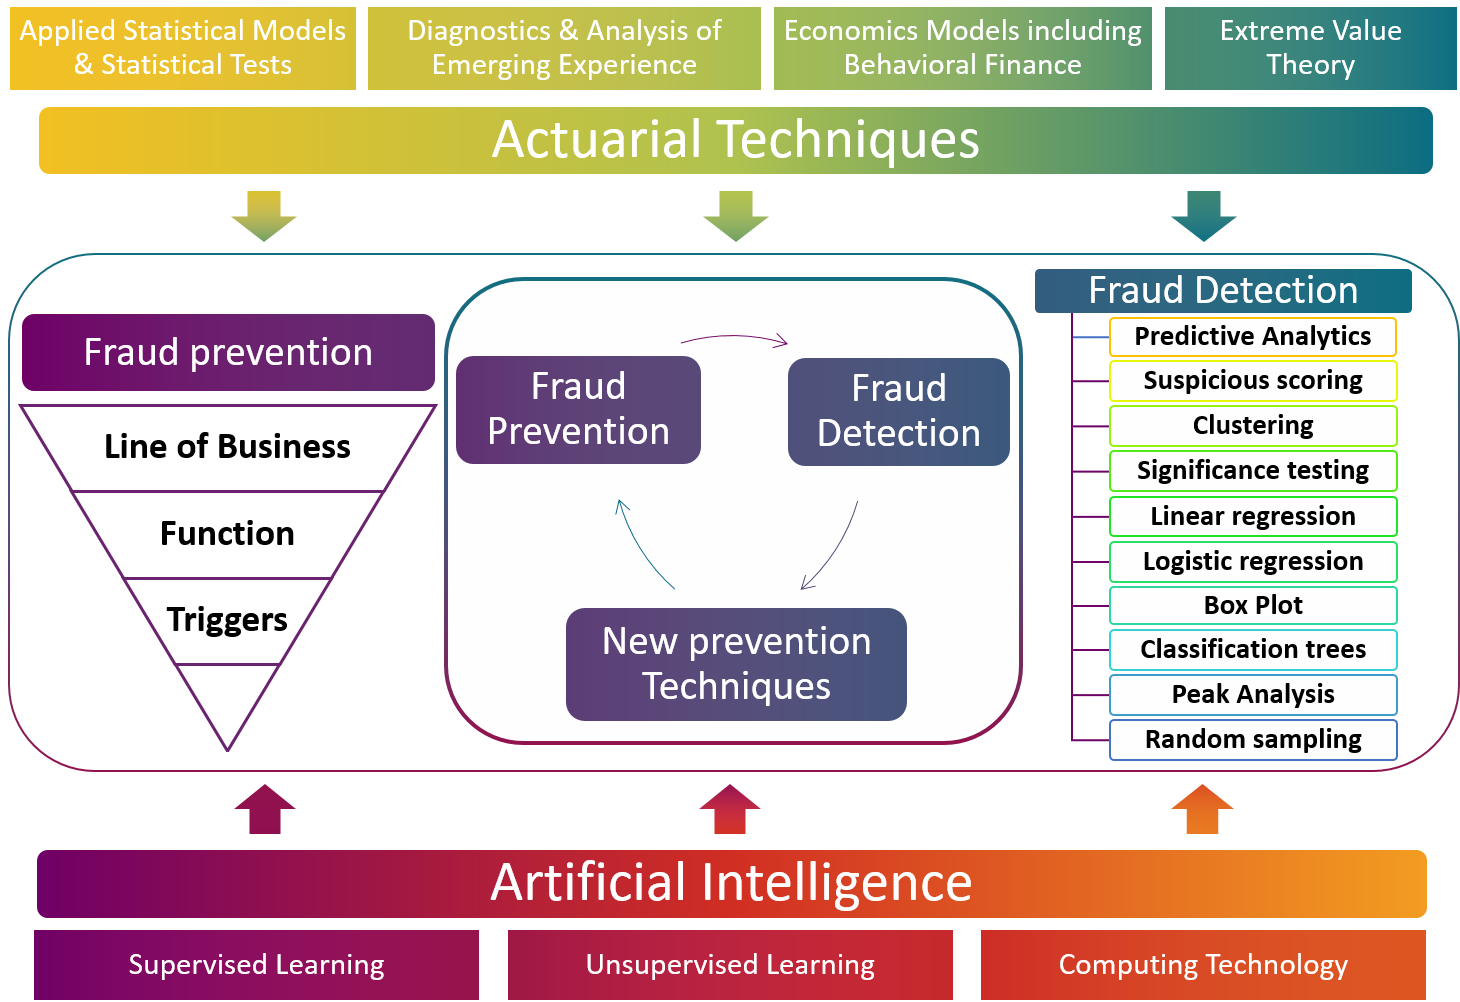 Applied Statistical Models
& Statistical Tests
Diagnostics & Analysis of
Emerging Experience
Economics Models including
Behavioral Finance
Extreme Value
Theory
Actuarial Techniques
Fraud prevention
Line of Business
Function
Triggers
Fraud
Prevention
Fraud
Detection
New prevention
Techniques
Fraud Detection
Predictive Analytics
Suspicious scoring
Clustering
Significance testing
Linear regression
Logistic regression
Box Plot
Classification trees
Peak Analysis
Random sampling
Artificial Intelligence
Supervised Learning
Unsupervised Learning
Computing Technology